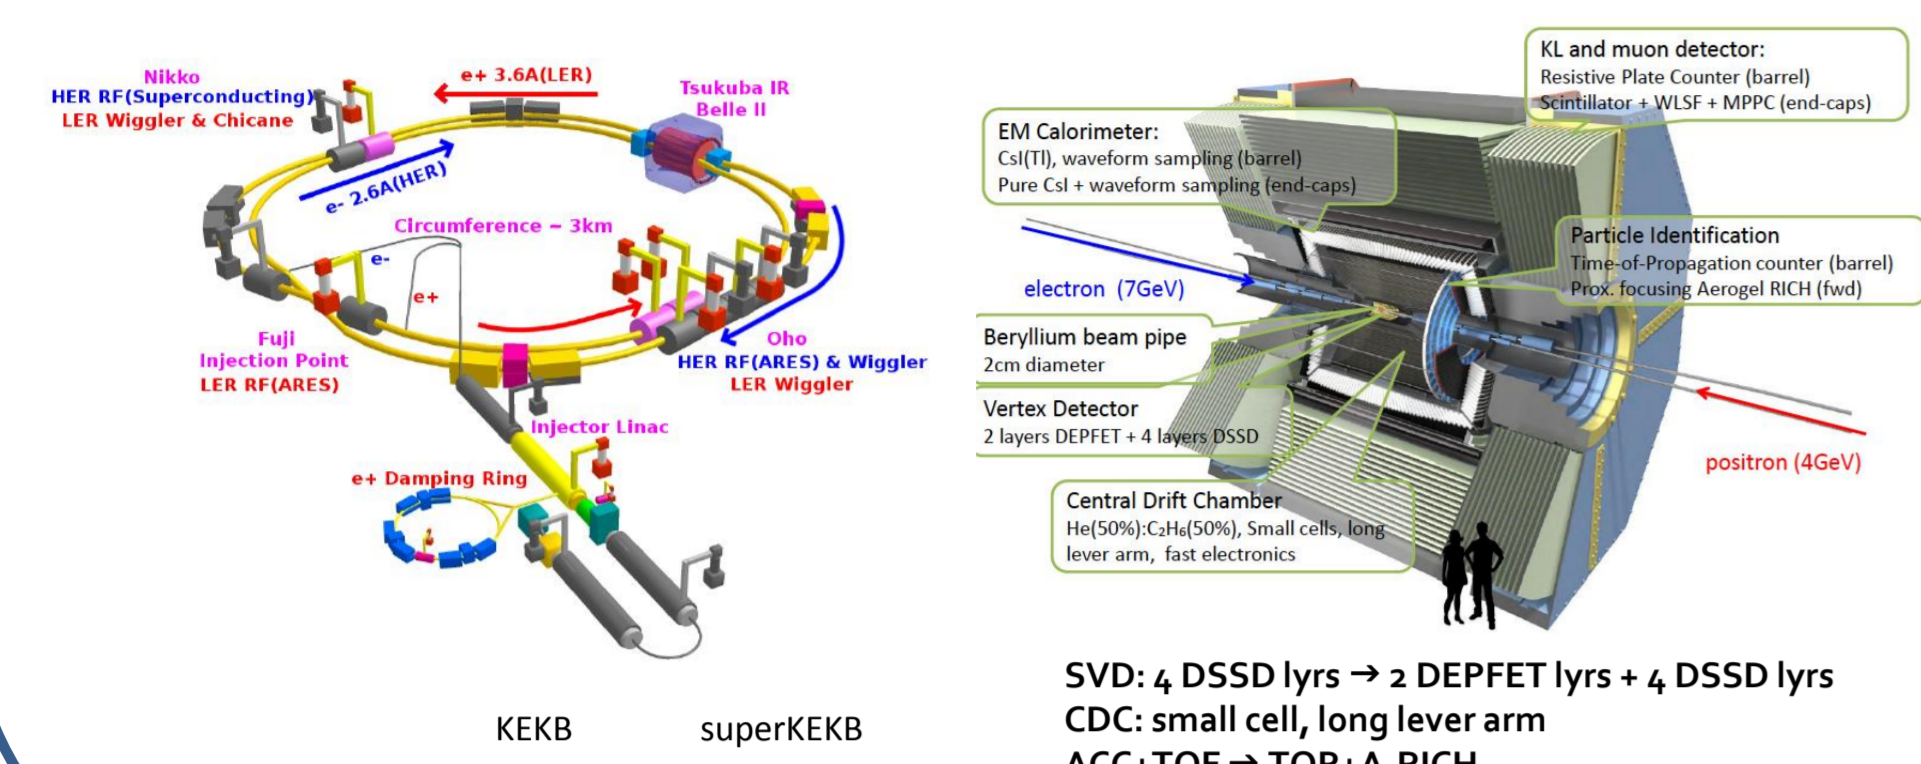 Nikko
HER RF(Superconducting)
LER Wiggler & Chicane
e+ 3.6A(LER)
Tsukuba IR
Belle II
e- 2.6A(HER)
Circumference ~ 3km
e-
e+
Fuji
Injection Point
LER RF(ARES)
Oho
HER RF(ARES) & Wiggler
LER Wiggler
Injector Linac
e+ Damping Ring
KEKB superKEKB
KL and muon detector:
Resistive Plate Counter (barrel)
Scintillator + WLSF + MPPC (end-caps)
EM Calorimeter:
CsI(Tl), waveform sampling (barrel)
Pure CsI + waveform sampling (end-caps)
Particle Identification
Time-of-Propagation counter (barrel)
Prox. focusing Aerogel RICH (fwd)
electron (7GeV)
Beryllium beam pipe
2cm diameter
Vertex Detector
2 layers DEPFET + 4 layers DSSD
positron (4GeV)
Central Drift Chamber
He(50%):C₂H₆(50%), Small cells, long
lever arm, fast electronics
SVD: 4 DSSD lyrs → 2 DEPFET lyrs + 4 DSSD lyrs
CDC: small cell, long lever arm
ACC+TOF → TOP+A-RICH